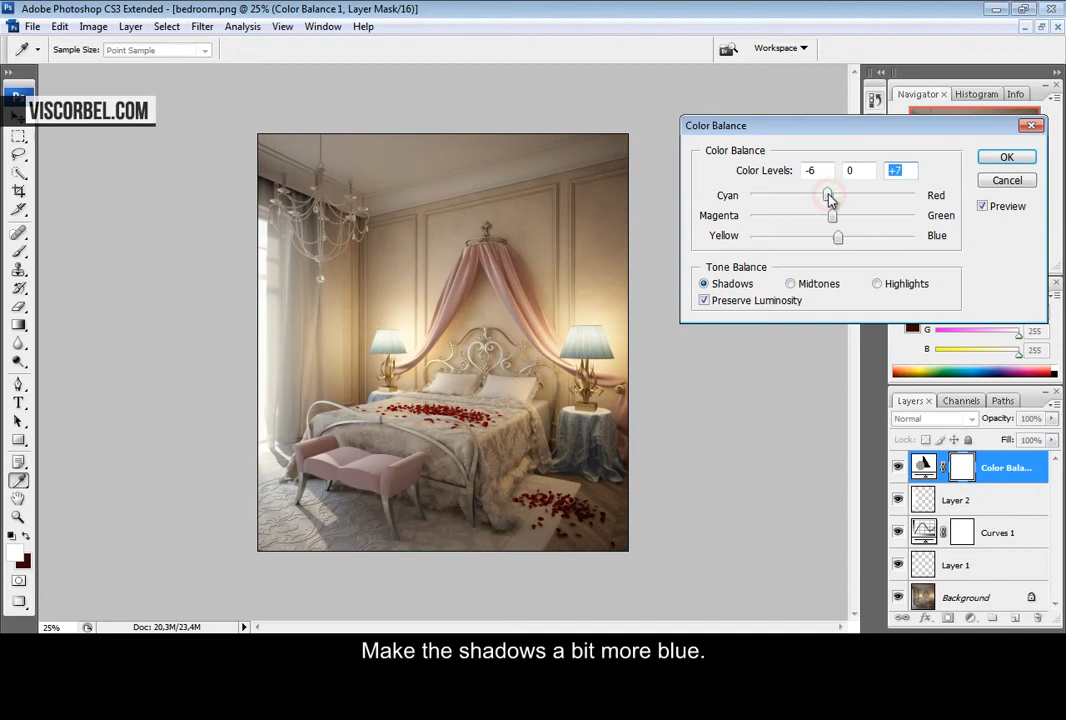 Adobe Photoshop CS3 Extended - [bedroom.png @ 25% (Color Balance 1, Layer Mask/16)]
File Edit Image Layer Select Filter Analysis View Window Help
Sample Size: Point Sample
Workspace
VISCORBEL.COM
Navigator Histogram Info
Color Balance
Color Balance
Color Levels: -6 0 +7
Cyan Red
Magenta Green
Yellow Blue
Tone Balance
Shadows Midtones Highlights
Preserve Luminosity
OK
Cancel
Preview
G 255
B 255
Layers Channels Paths
Normal Opacity: 100%
Lock: Fill: 100%
Color Bala...
Layer 2
Curves 1
Layer 1
Background
25% Doc: 20,3M/23,4M
Make the shadows a bit more blue.